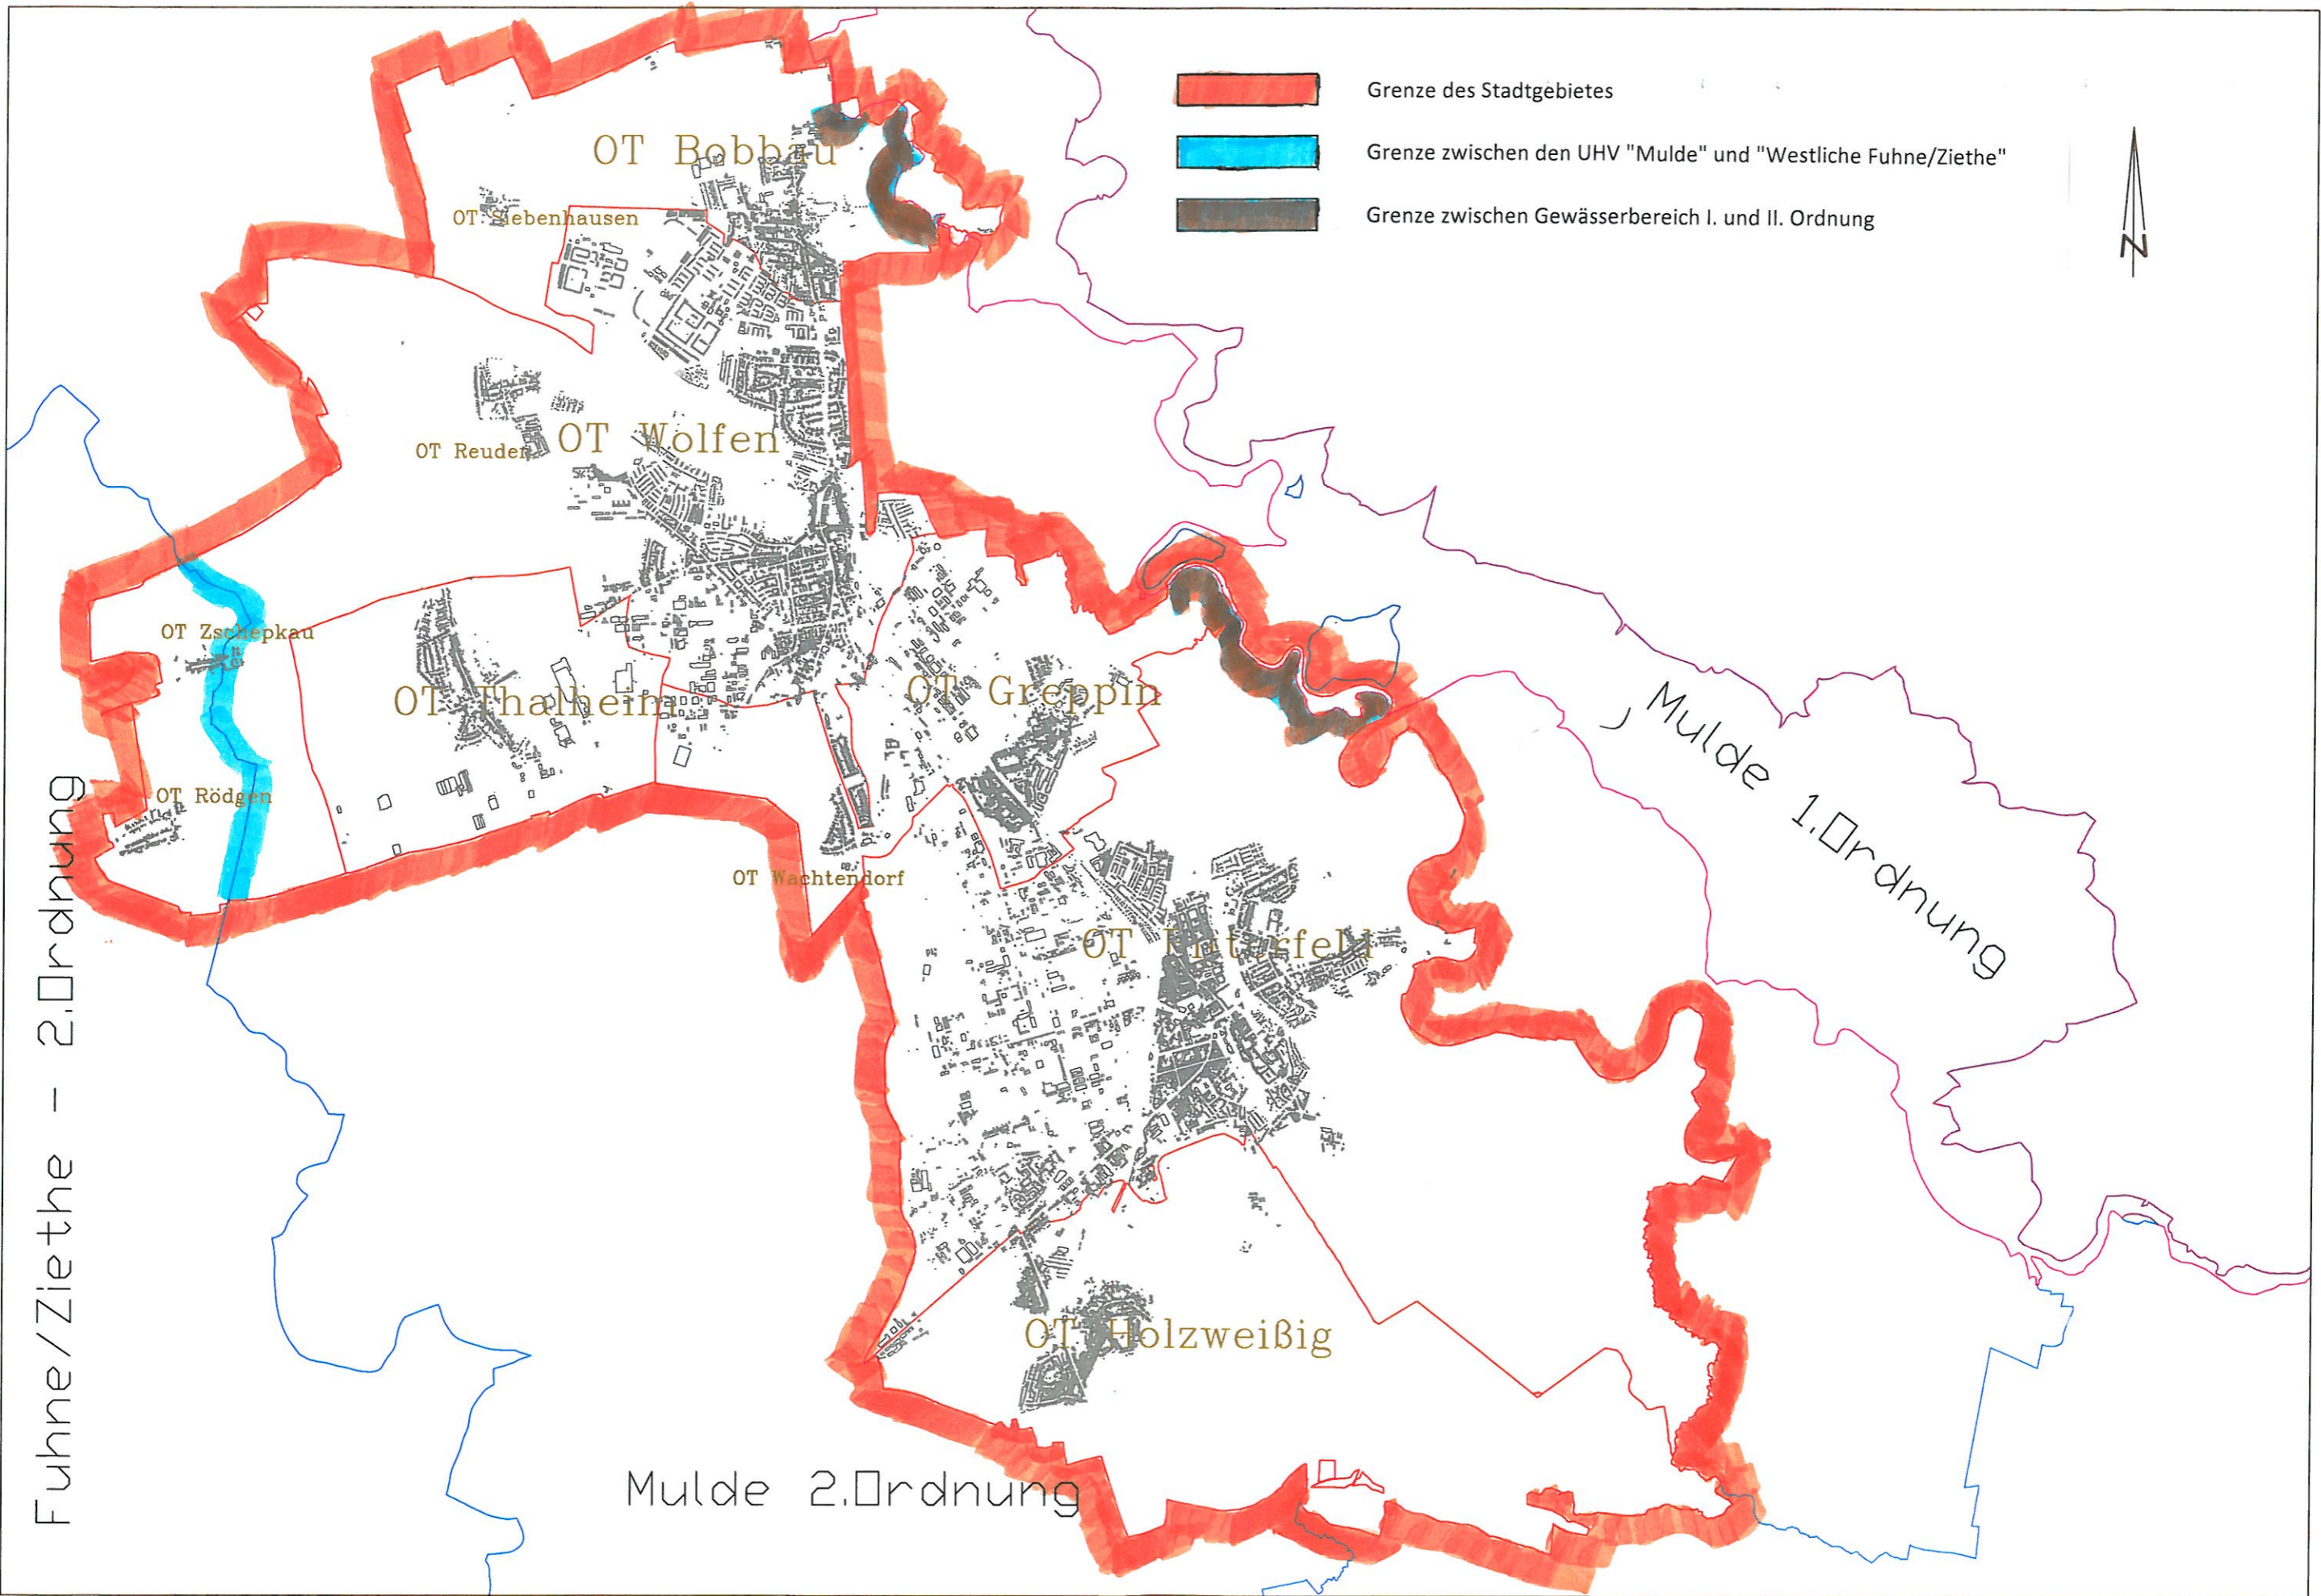 Grenze des Stadtgebietes
Grenze zwischen den UHV "Mulde" und "Westliche Fuhne/Ziethe"
Grenze zwischen Gewässerbereich I. und II. Ordnung
N
OT Bobbau
OT Siebenhausen
OT Wolfen
OT Reuden
OT Zschepkau
OT Thalheim
OT Greppin
OT Rödgen
OT Wachtendorf
OT Bitterfeld
OT Holzweißig
Mulde 1.Ordnung
Mulde 2.Ordnung
Fuhne/Ziethe - 2.Ordnung